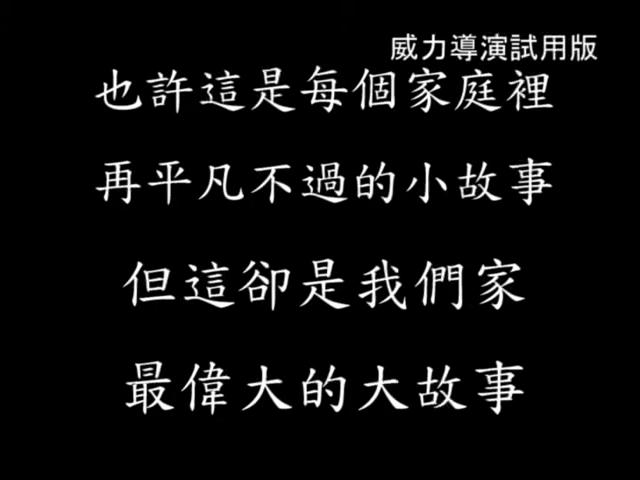 威力導演試用版
也許這是每個家庭裡
再平凡不過的小故事
但這卻是我們家
最偉大的大故事